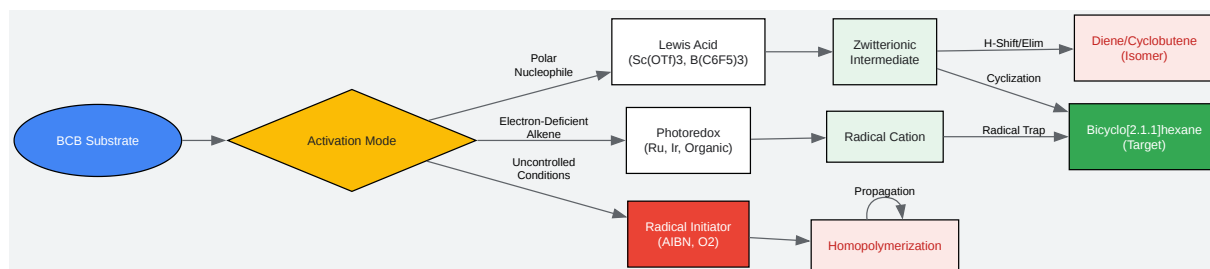 BCB Substrate
Activation Mode
Polar
Nucleophile
Electron-Deficient
Alkene
Uncontrolled
Conditions
Lewis Acid
(Sc(OTf)3, B(C6F5)3)
Photoredox
(Ru, Ir, Organic)
Radical Initiator
(AIBN, O2)
Zwitterionic
Intermediate
Radical Cation
Propagation
Homopolymerization
H-Shift/Elim
Cyclization
Radical Trap
Diene/Cyclobutene
(Isomer)
Bicyclo[2.1.1]hexane
(Target)